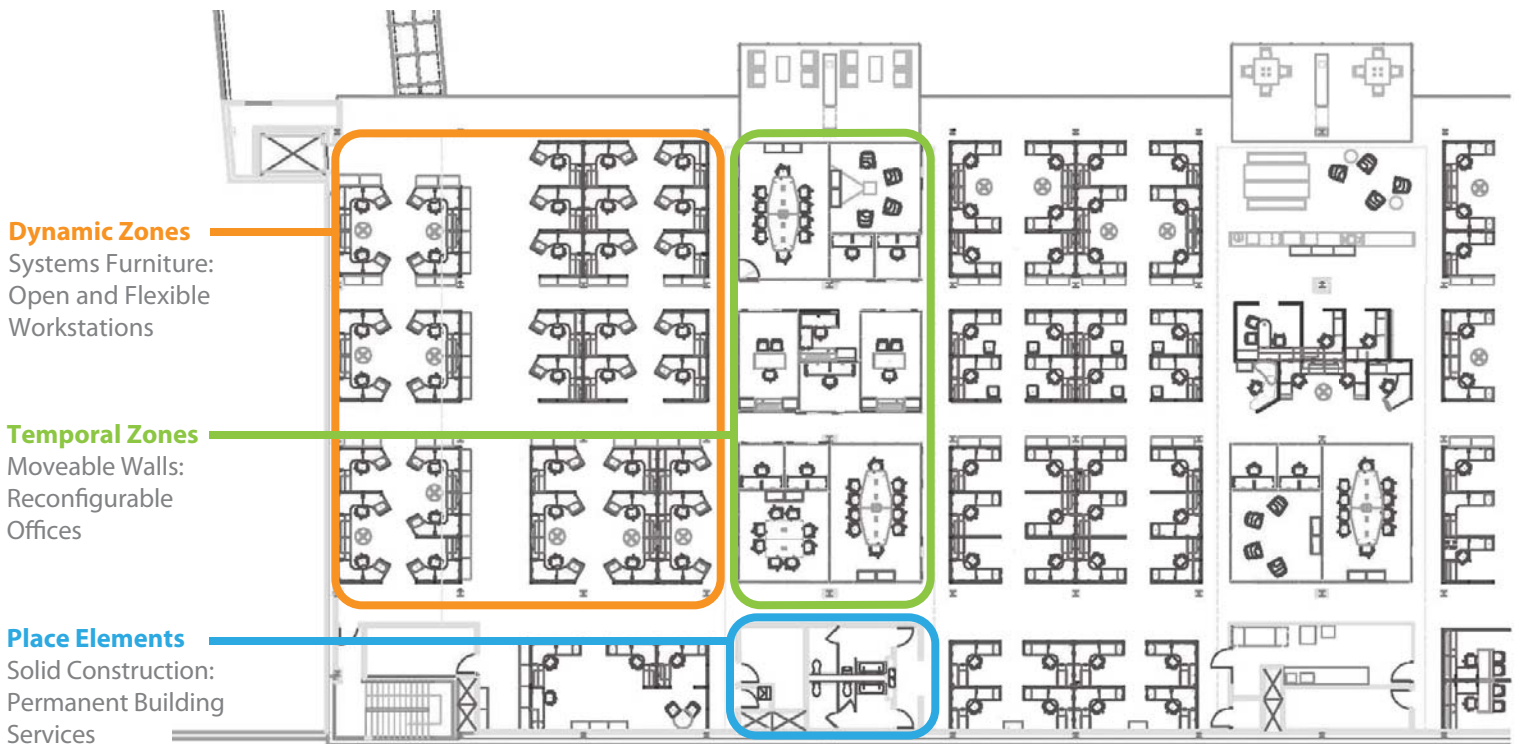 Dynamic Zones
Systems Furniture:
Open and Flexible
Workstations
Temporal Zones
Moveable Walls:
Reconfigurable
Offices
Place Elements
Solid Construction:
Permanent Building
Services